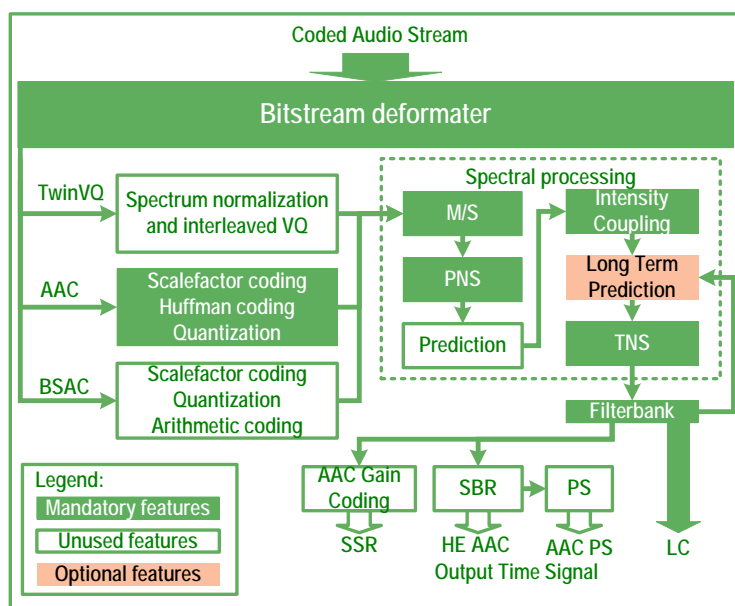 Coded Audio Stream
Bitstream deformater
TwinVQ
Spectrum normalization
and interleaved VQ
AAC
Scalefactor coding
Huffman coding
Quantization
BSAC
Scalefactor coding
Quantization
Arithmetic coding
Spectral processing
M/S
PNS
Prediction
Intensity
Coupling
Long Term
Prediction
TNS
Filterbank
AAC Gain
Coding
SBR
PS
SSR
HE AAC
AAC PS
LC
Output Time Signal
Legend:
Mandatory features
Unused features
Optional features